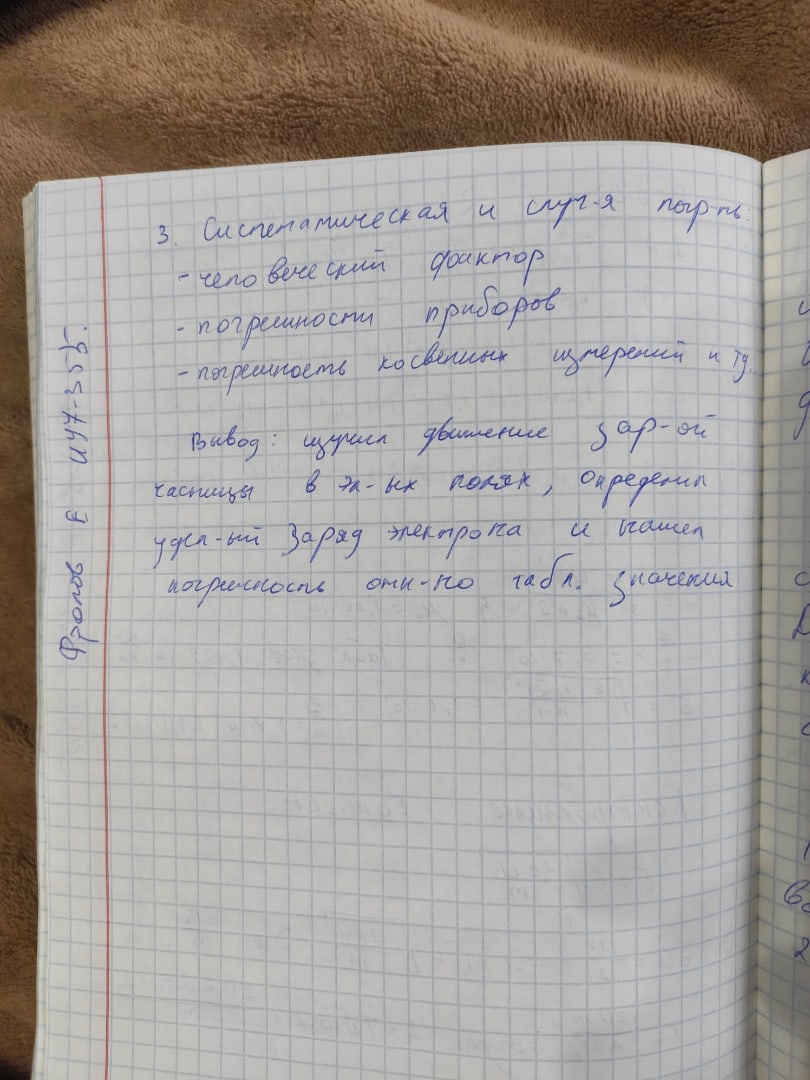 3. Систематическая и случ-я погр-ть:
- человеческий фактор
- погрешности приборов
- погрешность косвенных измерений и тд.
Вывод: изучил движение зар-ой
частицы в эл-ых полях, определил
удел-ый заряд электрона и нашел
погрешность отн-но табл. значения
Фролов Е ИУ7-35Б.